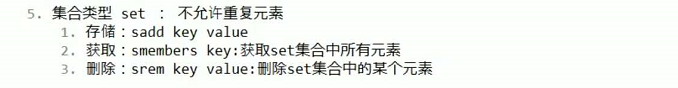 5. 集合类型 set : 不允许重复元素
1. 存储：sadd key value
2. 获取：smembers key:获取set集合中所有元素
3. 删除：srem key value:删除set集合中的某个元素